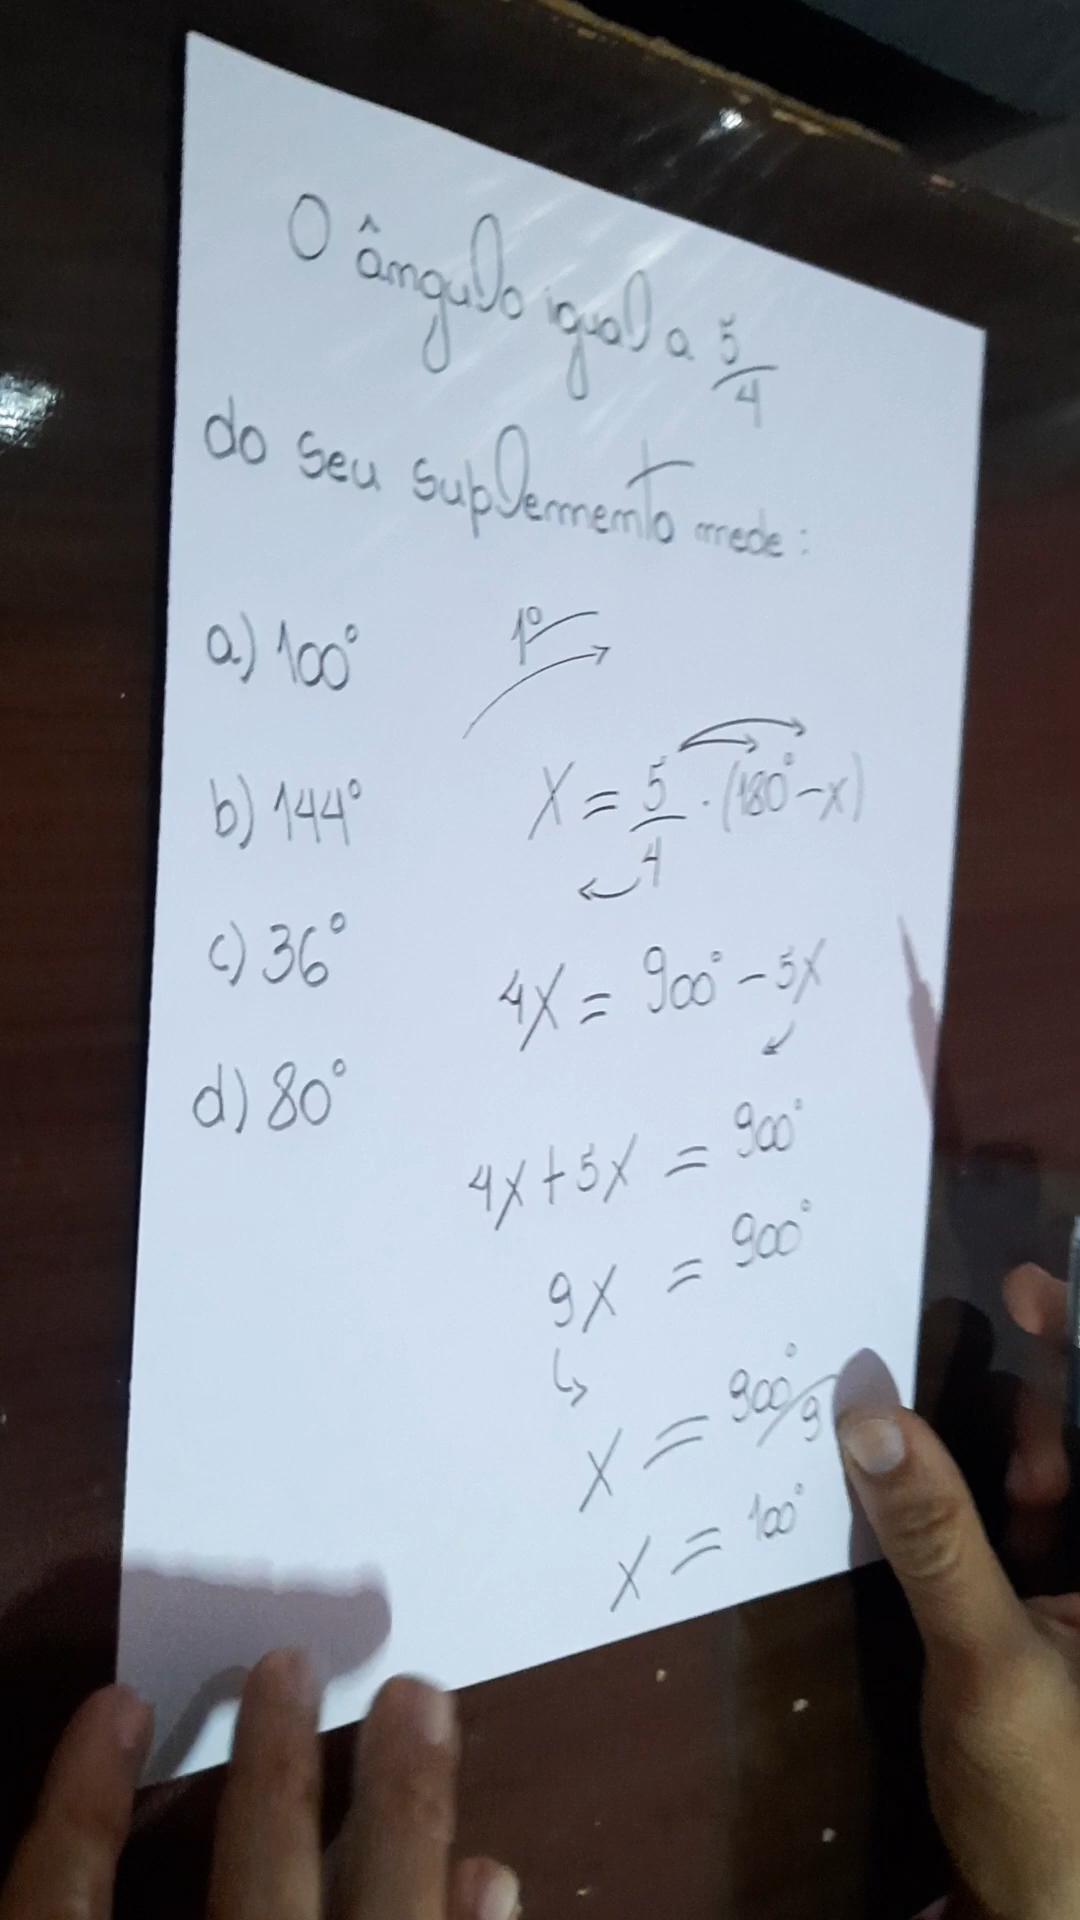 O ângulo igual a 5/4
do seu suplemento mede:
a) 100°
1º
b) 144°
X = 5/4 · (180° - x)
c) 36°
4X = 900° - 5X
d) 80°
4X + 5X = 900°
9X = 900°
X = 900°/9
X = 100°